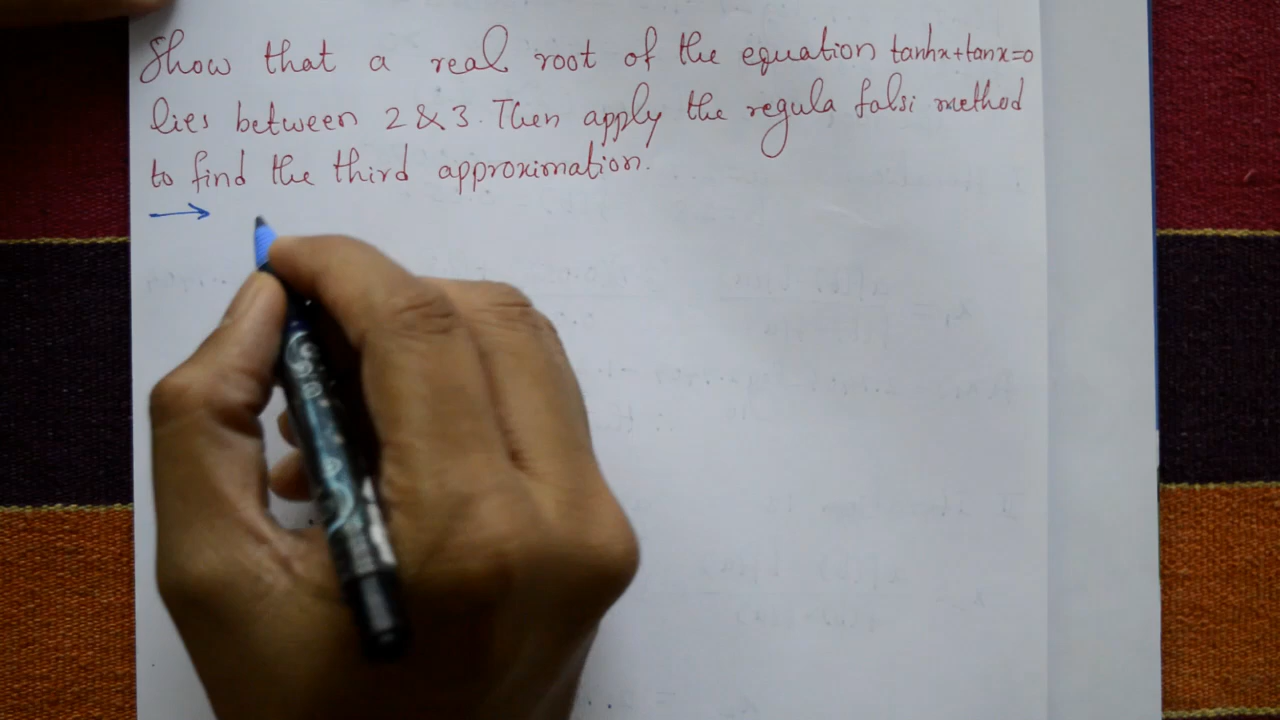 Show that a real root of the equation tanhx+tanx=0
lies between 2 & 3. Then apply the regula falsi method
to find the third approximation.
→